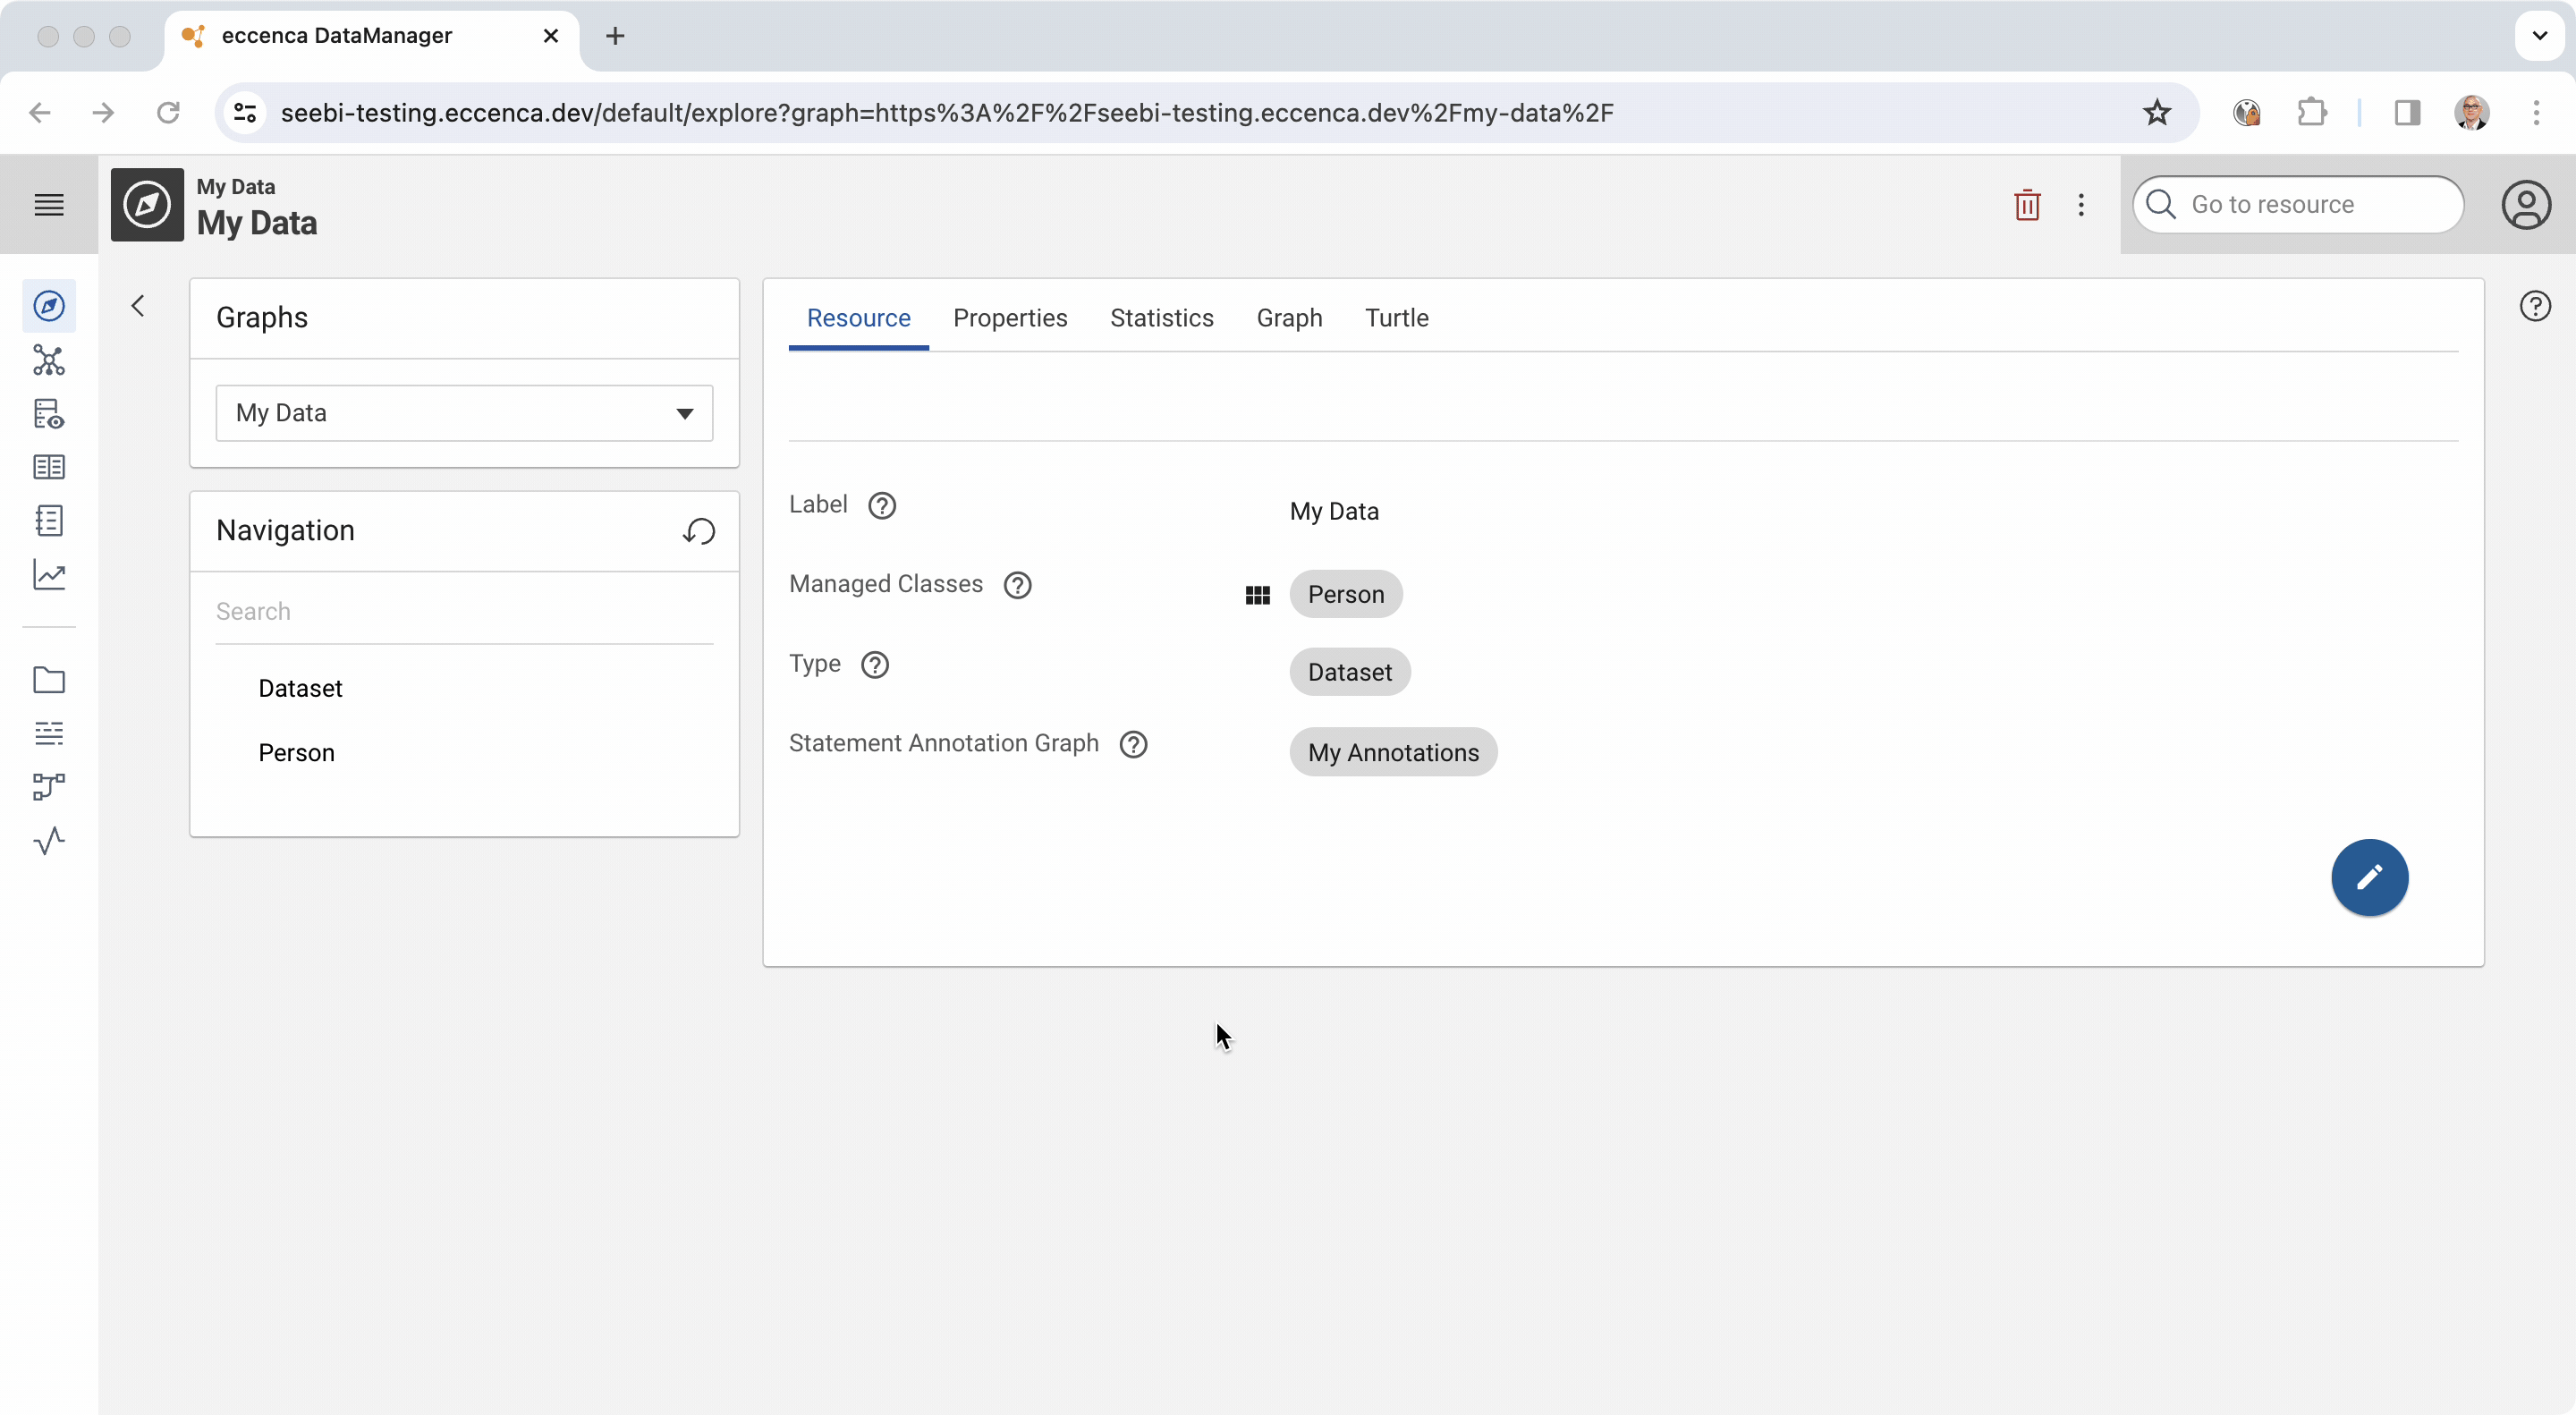 eccenca DataManager
seebi-testing.eccenca.dev/default/explore?graph=https%3A%2F%2Fseebi-testing.eccenca.dev%2Fmy-data%2F
My Data
My Data
Go to resource
Graphs
My Data
Navigation
Search
Dataset
Person
Resource Properties Statistics Graph Turtle
Label My Data
Managed Classes Person
Type Dataset
Statement Annotation Graph My Annotations